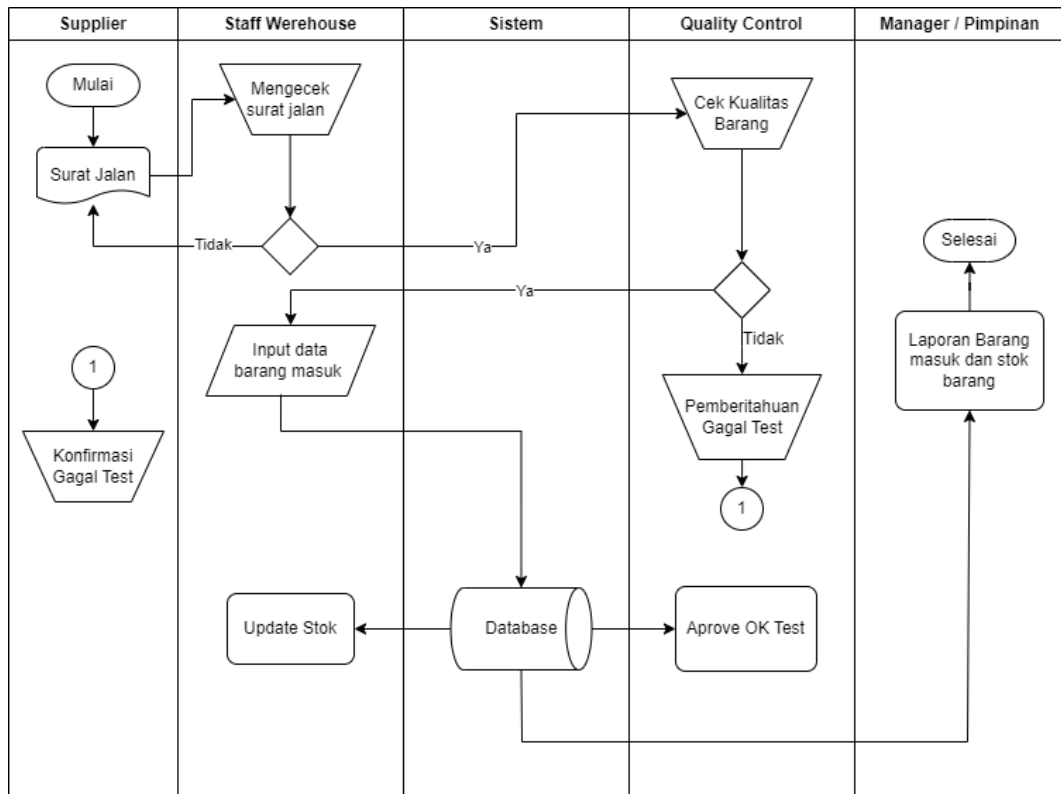 Supplier
Staff Werehouse
Sistem
Quality Control
Manager / Pimpinan
Mulai
Mengecek
surat jalan
Cek Kualitas
Barang
Surat Jalan
Tidak
Ya
Selesai
Ya
Tidak
Input data
barang masuk
Laporan Barang
masuk dan stok
barang
1
Pemberitahuan
Gagal Test
Konfirmasi
Gagal Test
1
Update Stok
Database
Aprove OK Test